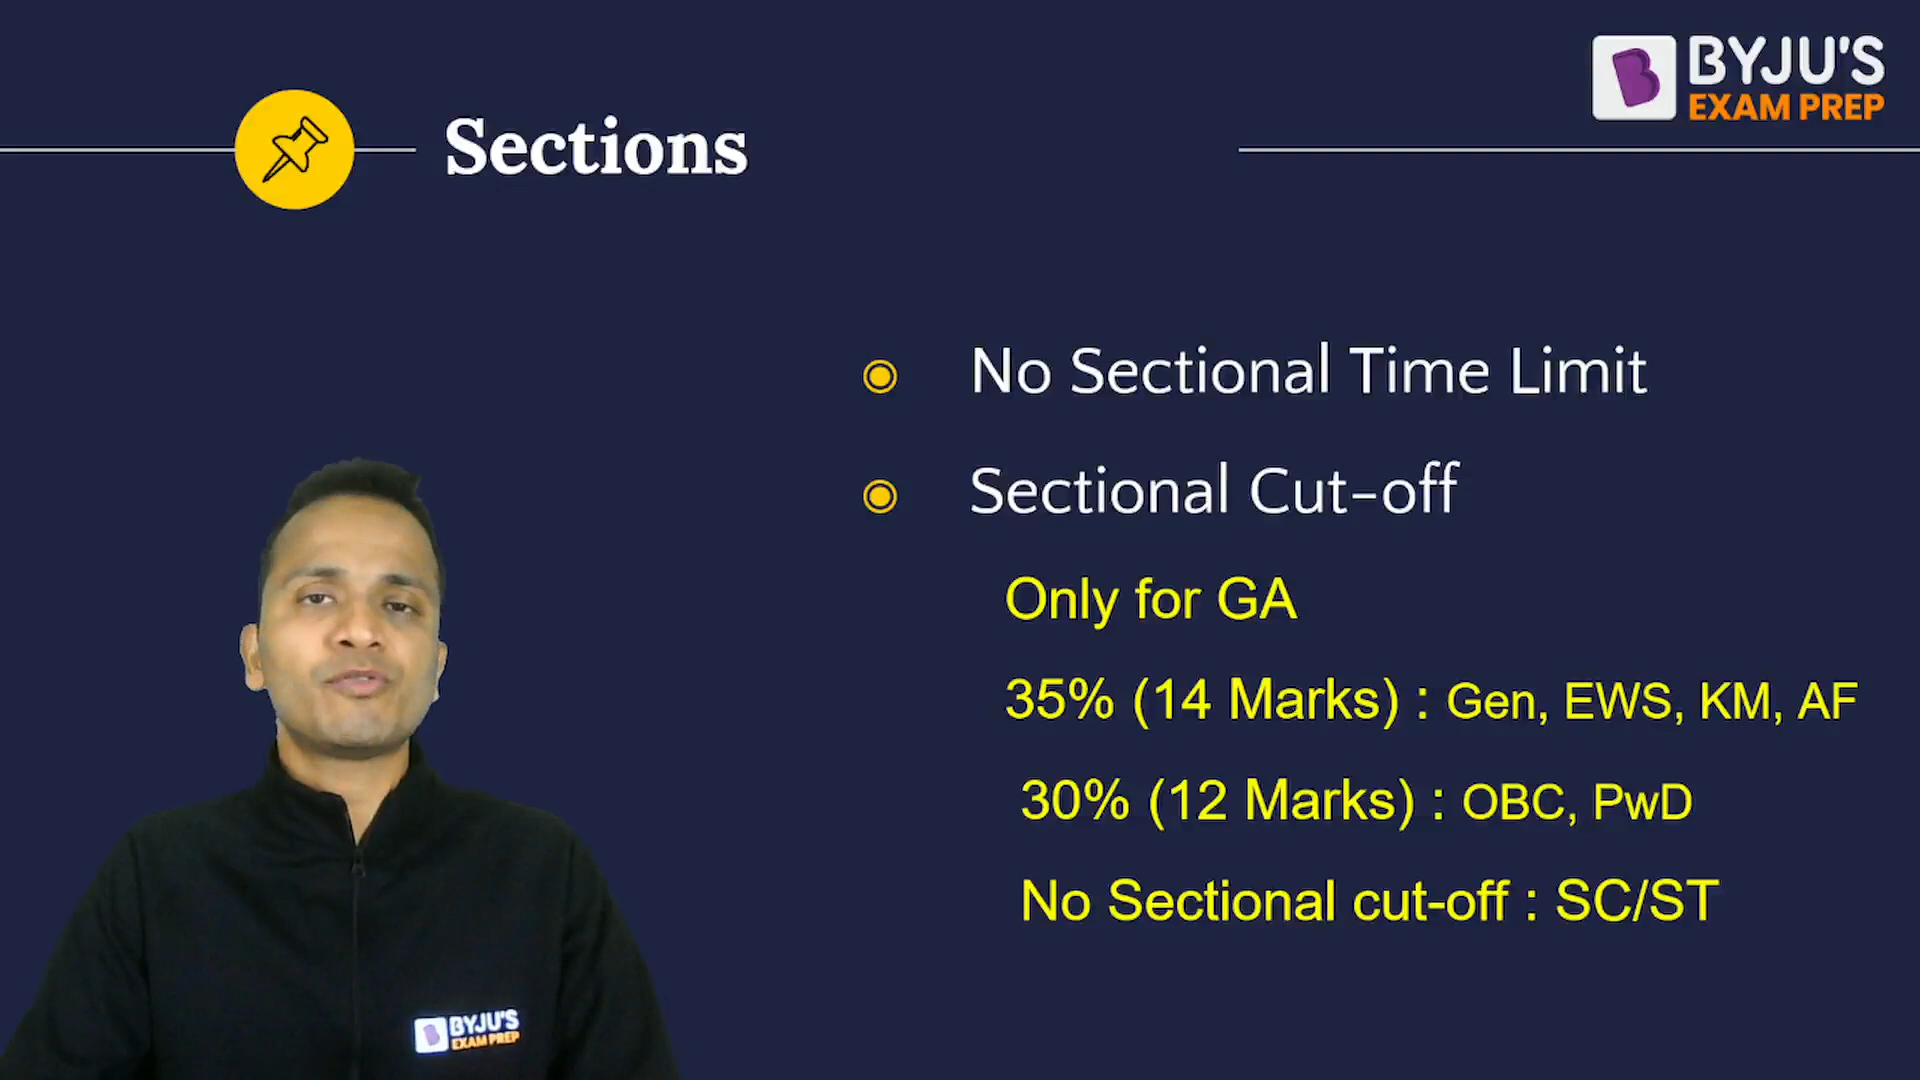 BYJU'S
EXAM PREP
Sections
No Sectional Time Limit
Sectional Cut-off
Only for GA
35% (14 Marks) : Gen, EWS, KM, AF
30% (12 Marks) : OBC, PwD
No Sectional cut-off : SC/ST
BYJU'S
EXAM PREP